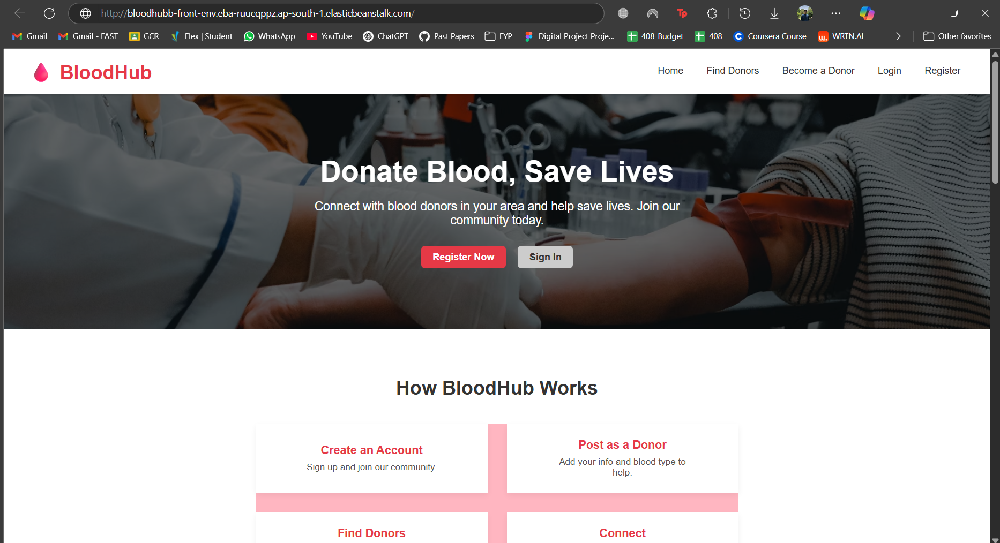 http://bloodhubb-front-env.eba-ruucqppz.ap-south-1.elasticbeanstalk.com/
Gmail
Gmail - FAST
GCR
Flex | Student
WhatsApp
YouTube
ChatGPT
Past Papers
FYP
Digital Project Proje...
408_Budget
408
Coursera Course
WRTN.AI
Other favorites
BloodHub
Home
Find Donors
Become a Donor
Login
Register
Donate Blood, Save Lives
Connect with blood donors in your area and help save lives. Join our
community today.
Register Now
Sign In
How BloodHub Works
Create an Account
Sign up and join our community.
Post as a Donor
Add your info and blood type to
help.
Find Donors
Connect